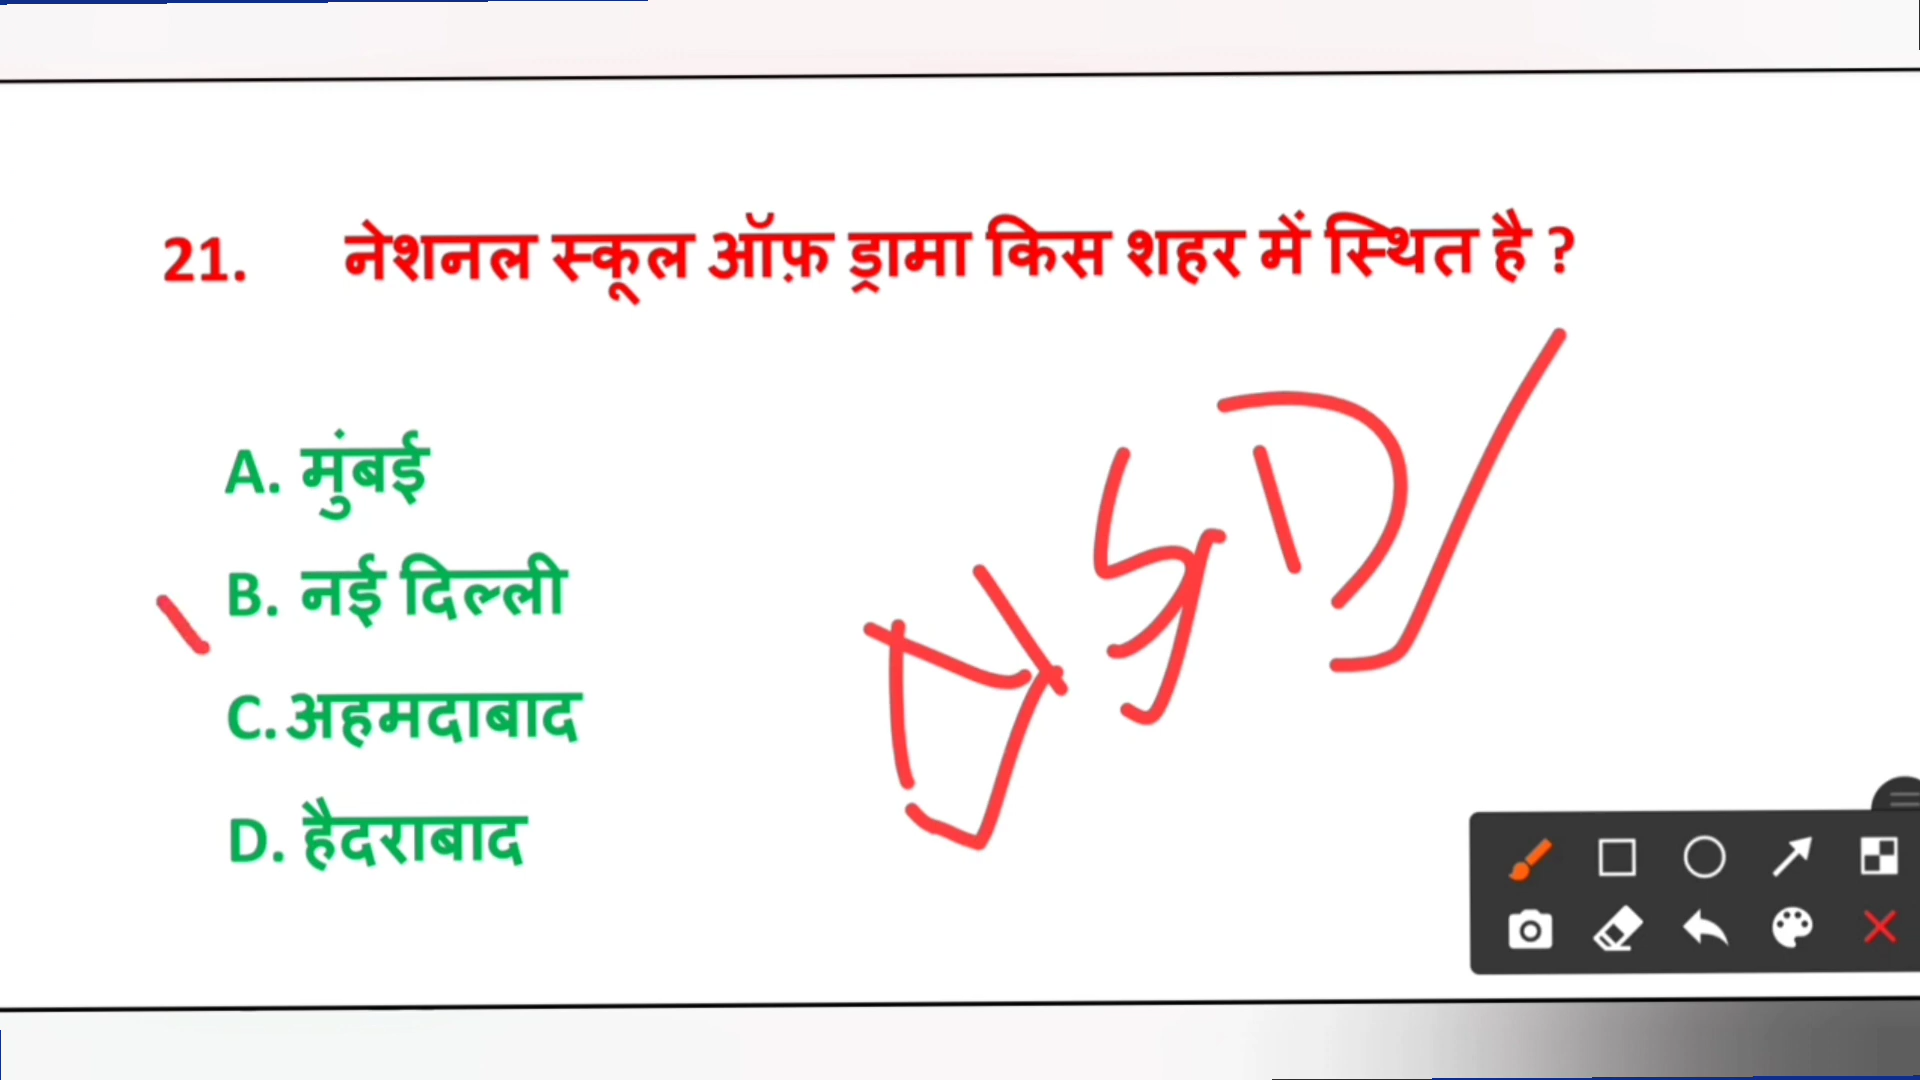 21. नेशनल स्कूल ऑफ़ ड्रामा किस शहर में स्थित है ?
A. मुंबई
B. नई दिल्ली
C. अहमदाबाद
D. हैदराबाद
NSD